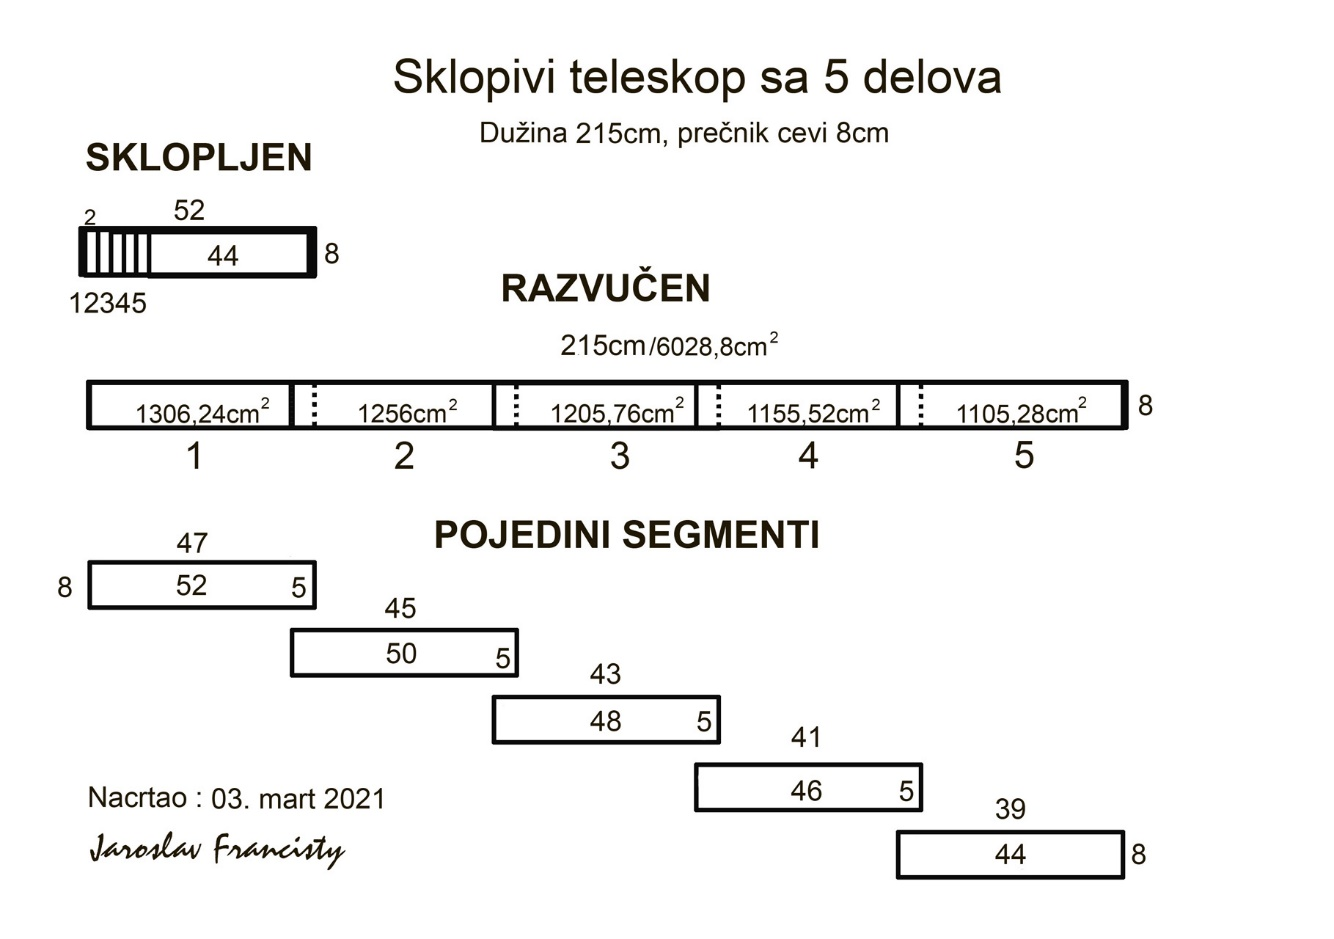 Sklopivi teleskop sa 5 delova
Dužina 215cm, prečnik cevi 8cm
SKLOPLJEN
2
52
44
8
12345
RAZVUČEN
215cm/6028,8cm²
1306,24cm² 1256cm² 1205,76cm² 1155,52cm² 1105,28cm² 8
1 2 3 4 5
POJEDINI SEGMENTI
47
8 52 5
45
50 5
43
48 5
41
46 5
39
44 8
Nacrtao : 03. mart 2021
Jaroslav Francisty